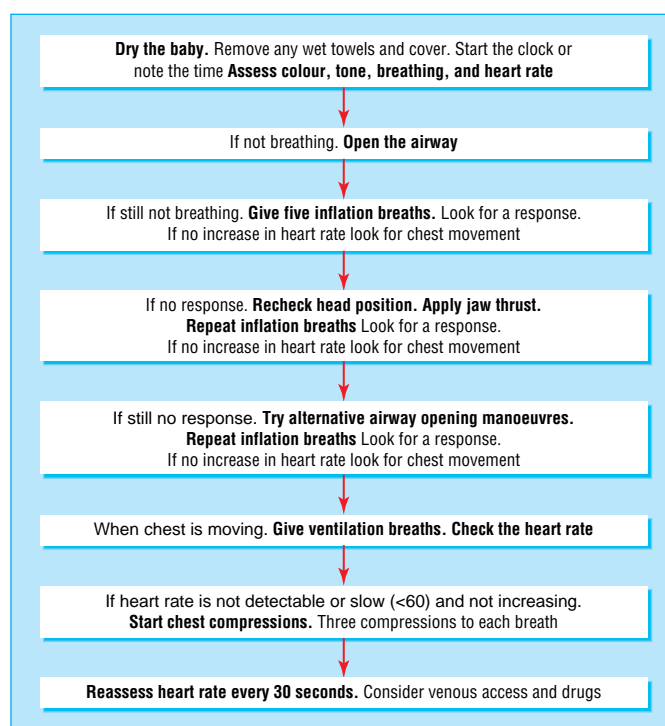 Dry the baby. Remove any wet towels and cover. Start the clock or
note the time Assess colour, tone, breathing, and heart rate
If not breathing. Open the airway
If still not breathing. Give five inflation breaths. Look for a response.
If no increase in heart rate look for chest movement
If no response. Recheck head position. Apply jaw thrust.
Repeat inflation breaths Look for a response.
If no increase in heart rate look for chest movement
If still no response. Try alternative airway opening manoeuvres.
Repeat inflation breaths Look for a response.
If no increase in heart rate look for chest movement
When chest is moving. Give ventilation breaths. Check the heart rate
If heart rate is not detectable or slow (<60) and not increasing.
Start chest compressions. Three compressions to each breath
Reassess heart rate every 30 seconds. Consider venous access and drugs